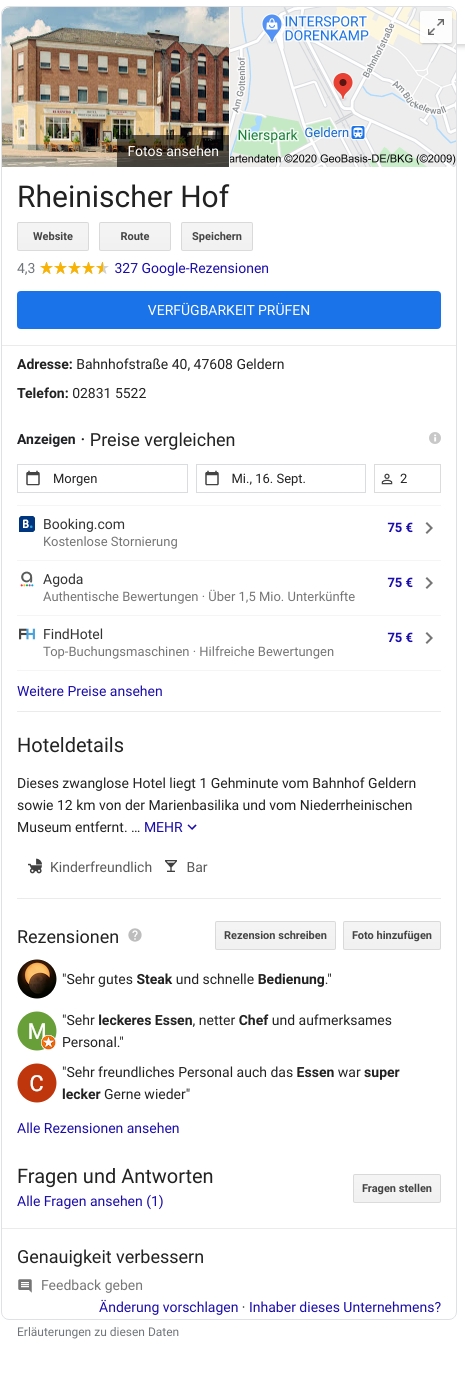 INTERSPORT
DORENKAMP
Bahnhofstraße
Am Goltenhof
Am Bückelewall
Nierspark
Geldern
Fotos ansehen
artendaten ©2020 GeoBasis-DE/BKG (©2009)
Rheinischer Hof
Website Route Speichern
4,3 327 Google-Rezensionen
VERFÜGBARKEIT PRÜFEN
Adresse: Bahnhofstraße 40, 47608 Geldern
Telefon: 02831 5522
Anzeigen · Preise vergleichen
Morgen Mi., 16. Sept. 2
B. Booking.com 75 €
Kostenlose Stornierung
a Agoda 75 €
Authentische Bewertungen · Über 1,5 Mio. Unterkünfte
FH FindHotel 75 €
Top-Buchungsmaschinen · Hilfreiche Bewertungen
Weitere Preise ansehen
Hoteldetails
Dieses zwanglose Hotel liegt 1 Gehminute vom Bahnhof Geldern
sowie 12 km von der Marienbasilika und vom Niederrheinischen
Museum entfernt. ... MEHR
Kinderfreundlich Bar
Rezensionen ? Rezension schreiben Foto hinzufügen
"Sehr gutes Steak und schnelle Bedienung."
M "Sehr leckeres Essen, netter Chef und aufmerksames
Personal."
C "Sehr freundliches Personal auch das Essen war super
lecker Gerne wieder"
Alle Rezensionen ansehen
Fragen und Antworten Fragen stellen
Alle Fragen ansehen (1)
Genauigkeit verbessern
Feedback geben
Änderung vorschlagen · Inhaber dieses Unternehmens?
Erläuterungen zu diesen Daten